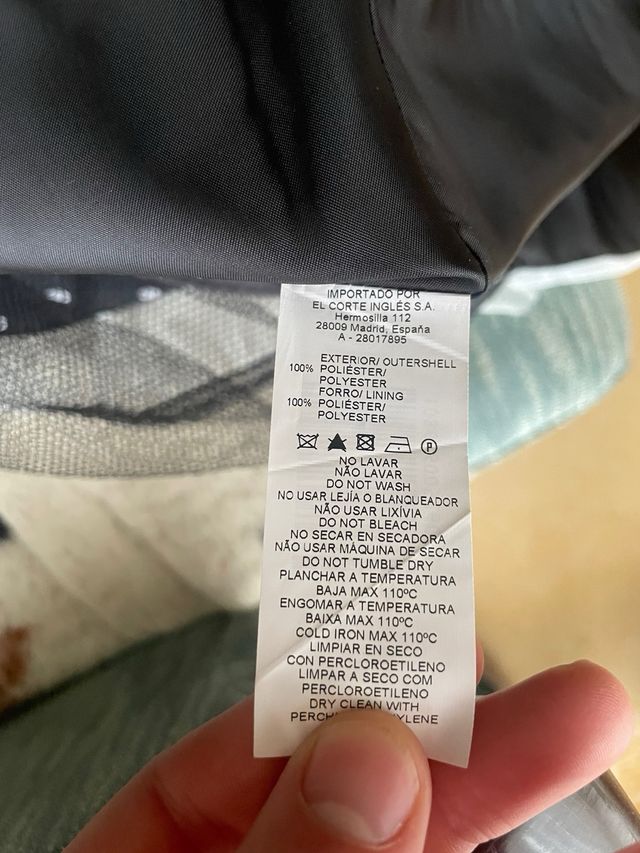 IMPORTADO POR
EL CORTE INGLÉS S.A.
Hermosilla 112
28009 Madrid, España
A - 28017895
EXTERIOR/ OUTERSHELL
100% POLIÉSTER/
POLYESTER
FORRO/ LINING
100% POLIÉSTER/
POLYESTER
P
NO LAVAR
NÃO LAVAR
DO NOT WASH
NO USAR LEJÍA O BLANQUEADOR
NÃO USAR LIXÍVIA
DO NOT BLEACH
NO SECAR EN SECADORA
NÃO USAR MÁQUINA DE SECAR
DO NOT TUMBLE DRY
PLANCHAR A TEMPERATURA
BAJA MAX 110ºC
ENGOMAR A TEMPERATURA
BAIXA MAX 110ºC
COLD IRON MAX 110ºC
LIMPIAR EN SECO
CON PERCLOROETILENO
LIMPAR A SECO COM
PERCLOROETILENO
DRY CLEAN WITH